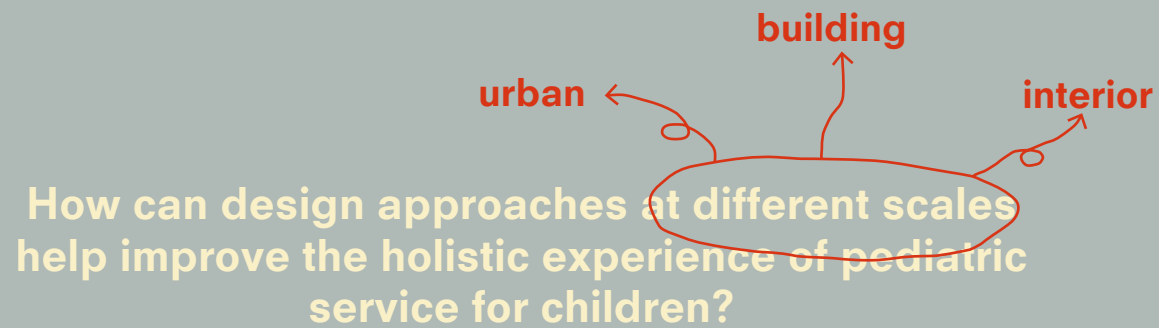 building
urban
interior
How can design approaches at different scales
help improve the holistic experience of pediatric
service for children?